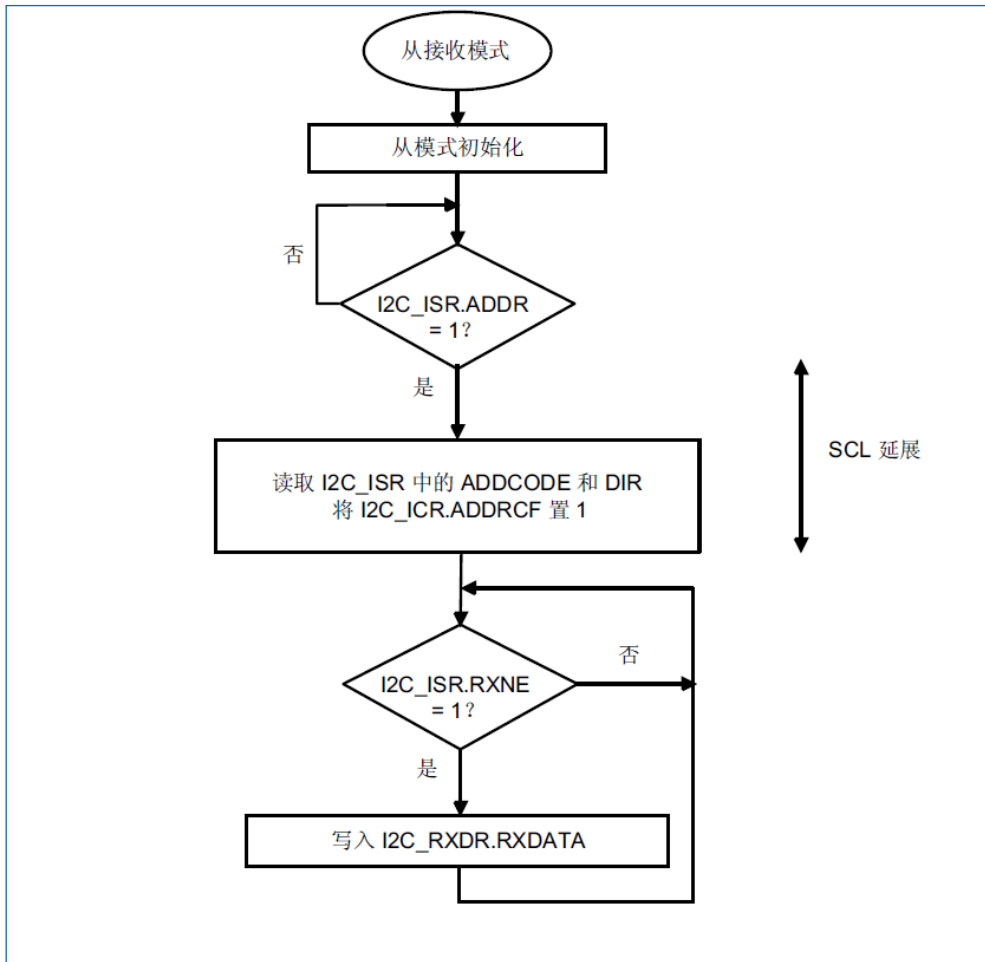 从接收模式
从模式初始化
否
I2C_ISR.ADDR
= 1?
是
SCL 延展
读取 I2C_ISR 中的 ADDCODE 和 DIR
将 I2C_ICR.ADDRCF 置 1
否
I2C_ISR.RXNE
= 1?
是
写入 I2C_RXDR.RXDATA